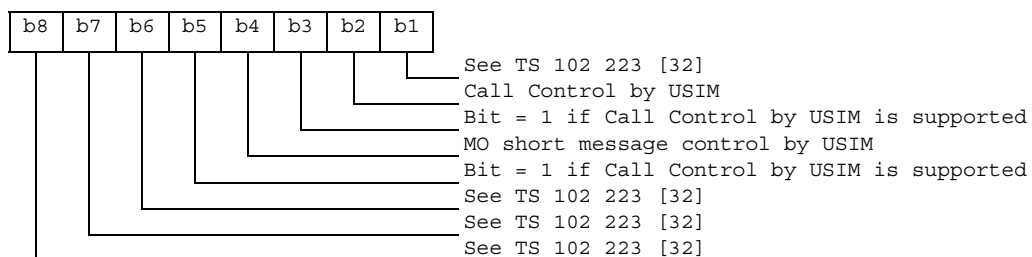 b8 b7 b6 b5 b4 b3 b2 b1
See TS 102 223 [32]
Call Control by USIM
Bit = 1 if Call Control by USIM is supported
MO short message control by USIM
Bit = 1 if Call Control by USIM is supported
See TS 102 223 [32]
See TS 102 223 [32]
See TS 102 223 [32]